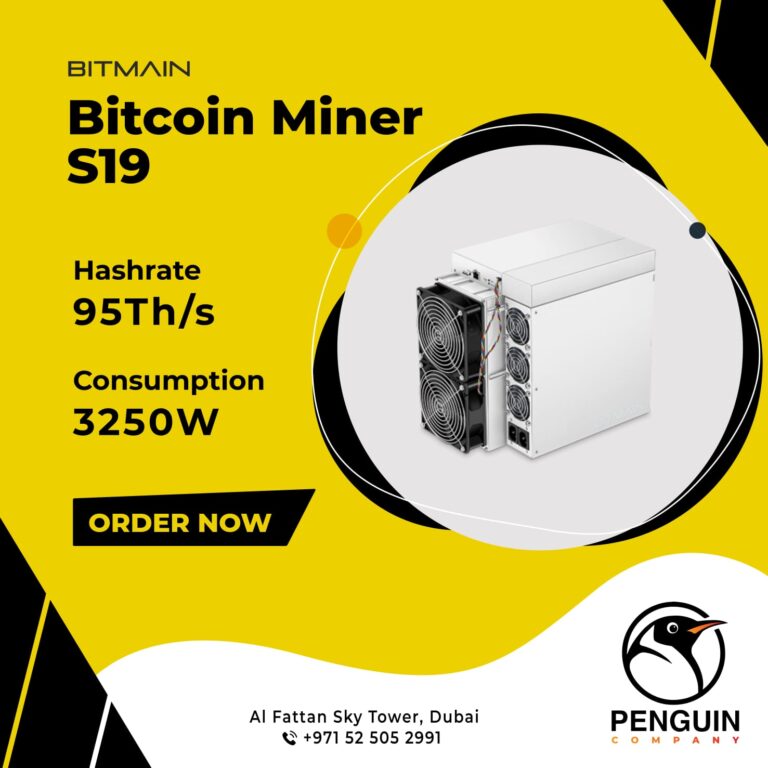 BITMAIN
Bitcoin Miner
S19
Hashrate
95Th/s
Consumption
3250W
ORDER NOW
Al Fattan Sky Tower, Dubai
+971 52 505 2991
PENGUIN
COMPANY